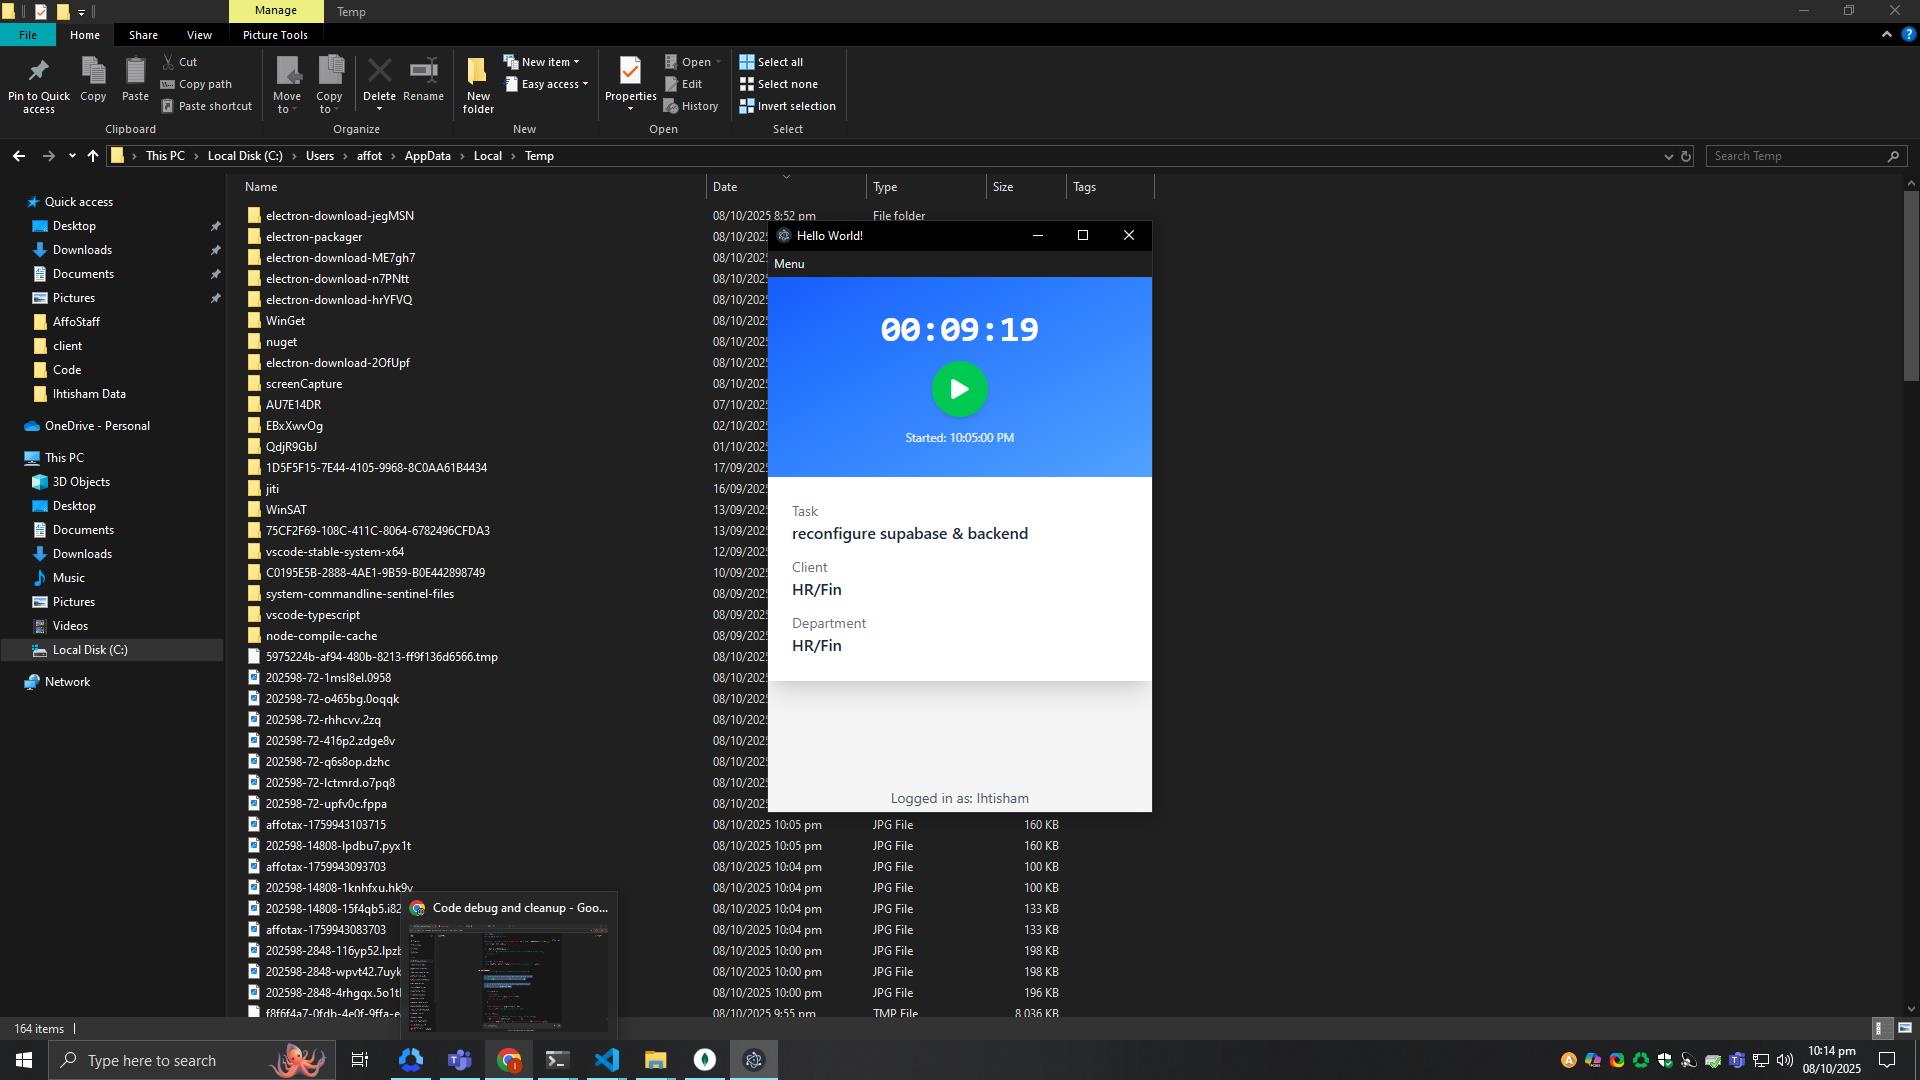 Manage
Temp
File
Home
Share
View
Picture Tools
Pin to Quick access
Copy
Paste
Cut
Copy path
Paste shortcut
Move to
Copy to
Delete
Rename
New folder
New item
Easy access
Properties
Open
Edit
History
Select all
Select none
Invert selection
Clipboard
Organize
New
Open
Select
This PC
Local Disk (C:)
Users
affot
AppData
Local
Temp
Search Temp
Quick access
Desktop
Downloads
Documents
Pictures
AffoStaff
client
Code
Ihtisham Data
OneDrive - Personal
This PC
3D Objects
Desktop
Documents
Downloads
Music
Pictures
Videos
Local Disk (C:)
Network
Name Date Type Size Tags
electron-download-jegMSN 08/10/2025 8:52 pm File folder
electron-packager 08/10/2025
electron-download-ME7gh7 08/10/2025
electron-download-n7PNtt 08/10/2025
electron-download-hrYFVQ 08/10/2025
WinGet 08/10/2025
nuget 08/10/2025
electron-download-2OfUpf 08/10/2025
screenCapture 08/10/2025
AU7E14DR 07/10/2025
EBxXwvOg 02/10/2025
QdjR9GbJ 01/10/2025
1D5F5F15-7E44-4105-9968-8C0AA61B4434 17/09/2025
jiti 16/09/2025
WinSAT 13/09/2025
75CF2F69-108C-411C-8064-6782496CFDA3 13/09/2025
vscode-stable-system-x64 12/09/2025
C0195E5B-2888-4AE1-9B59-B0E442898749 10/09/2025
system-commandline-sentinel-files 08/09/2025
vscode-typescript 08/09/2025
node-compile-cache 08/09/2025
5975224b-af94-480b-8213-ff9f136d6566.tmp 08/10/2025
202598-72-1msl8el.0958 08/10/2025
202598-72-o465bg.0oqqk 08/10/2025
202598-72-rhhcvv.2zq 08/10/2025
202598-72-416p2.zdge8v 08/10/2025
202598-72-q6s8op.dzhc 08/10/2025
202598-72-lctmrd.o7pq8 08/10/2025
202598-72-upfv0c.fppa 08/10/2025
affotax-1759943103715 08/10/2025 10:05 pm JPG File 160 KB
202598-14808-lpdbu7.pyx1t 08/10/2025 10:05 pm JPG File 160 KB
affotax-1759943093703 08/10/2025 10:04 pm JPG File 100 KB
202598-14808-1knhfxu.hk9v 08/10/2025 10:04 pm JPG File 100 KB
202598-14808-15f4qb5.i82 08/10/2025 10:04 pm JPG File 133 KB
affotax-1759943083703 08/10/2025 10:04 pm JPG File 133 KB
202598-2848-116yp52.lpzb 08/10/2025 10:00 pm JPG File 198 KB
202598-2848-wpvt42.7uyk 08/10/2025 10:00 pm JPG File 198 KB
202598-2848-4rhgqx.5o1t 08/10/2025 10:00 pm JPG File 196 KB
f8f6f4a7-0fdb-4e0f-9ffa-e 08/10/2025 9:55 pm TMP File 8,036 KB
Hello World!
Menu
00:09:19
Started: 10:05:00 PM
Task
reconfigure supabase & backend
Client
HR/Fin
Department
HR/Fin
Logged in as: Ihtisham
Code debug and cleanup - Goo...
164 items
Type here to search
10:14 pm
08/10/2025